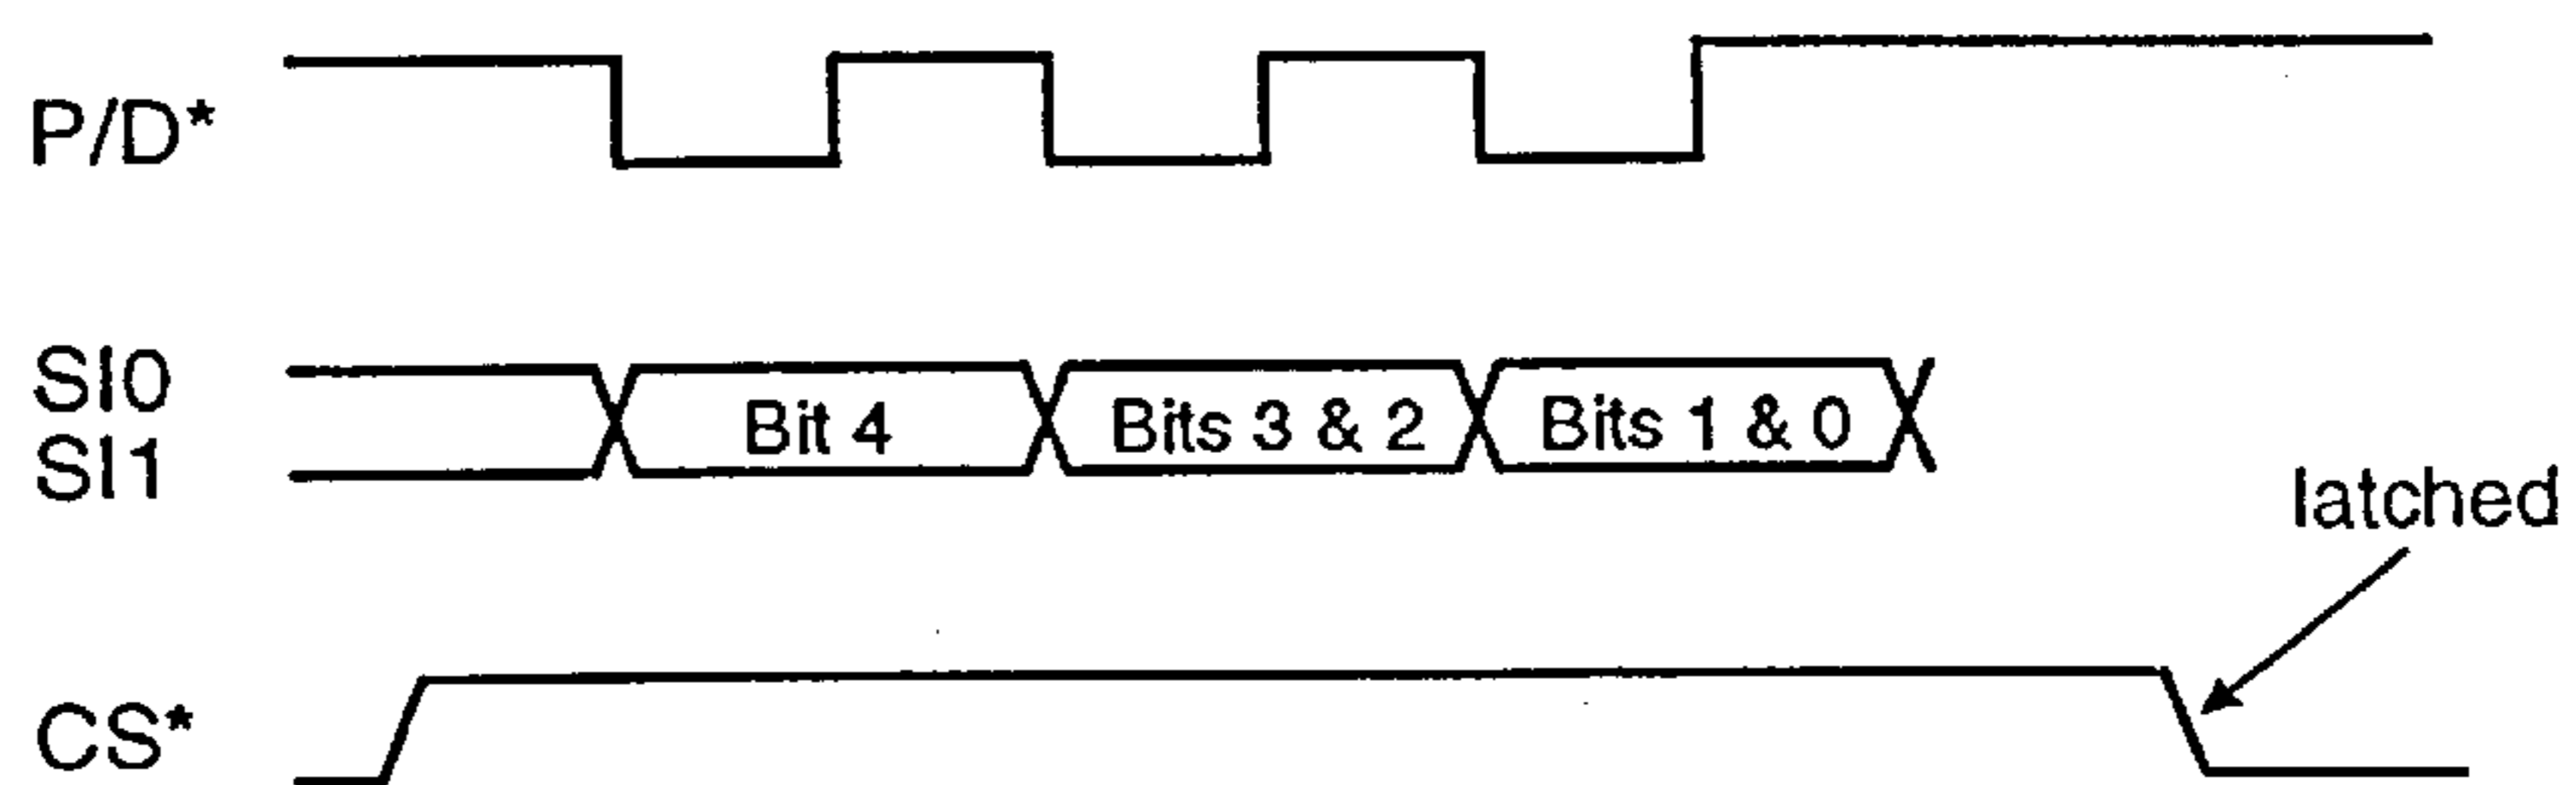 P/D*
SI0
SI1
Bit 4
Bits 3 & 2
Bits 1 & 0
latched
CS*